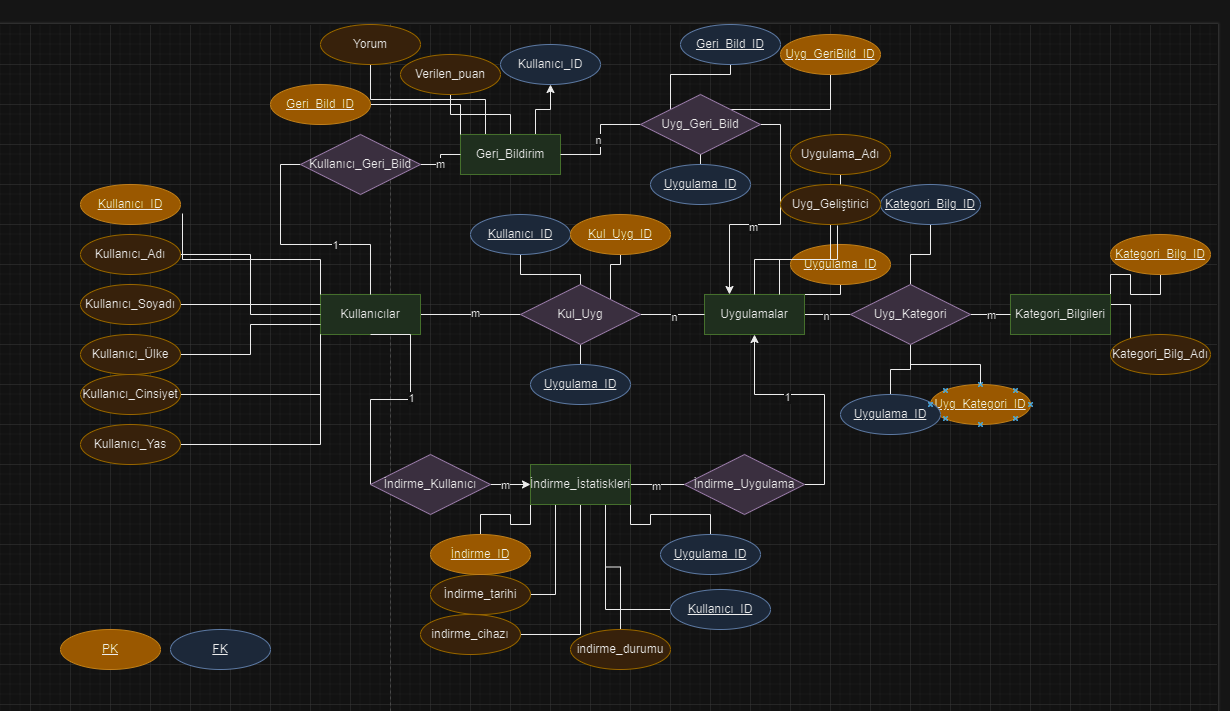 Yorum
Geri_Bild_ID
Verilen_puan
Kullanıcı_ID
Uyg_GeriBild_ID
Kullanıcı_ID
Geri_Bild_ID
Uyg_Geri_Bild
n
Geri_Bildirim
Uygulama_Adı
Kullanıcı_Geri_Bild
m
Uygulama_ID
Kullanıcı_ID
Uyg_Geliştirici
Kategori_Bilg_ID
m
Kullanıcı_ID
Kul_Uyg_ID
1
Kullanıcı_Adı
Kategori_Bilg_ID
Uygulama_ID
Kullanıcı_Soyadı
Kullanıcılar
m
Kul_Uyg
n
Uygulamalar
n
Uyg_Kategori
m
Kategori_Bilgileri
Kullanıcı_Ülke
Kategori_Bilg_Adı
Uygulama_ID
Kullanıcı_Cinsiyet
1
1
Uygulama_ID
Uyg_Kategori_ID
Kullanıcı_Yas
İndirme_Kullanıcı
m
İndirme_İstatiskleri
m
İndirme_Uygulama
İndirme_ID
Uygulama_ID
İndirme_tarihi
Kullanıcı_ID
indirme_cihazı
indirme_durumu
PK
FK